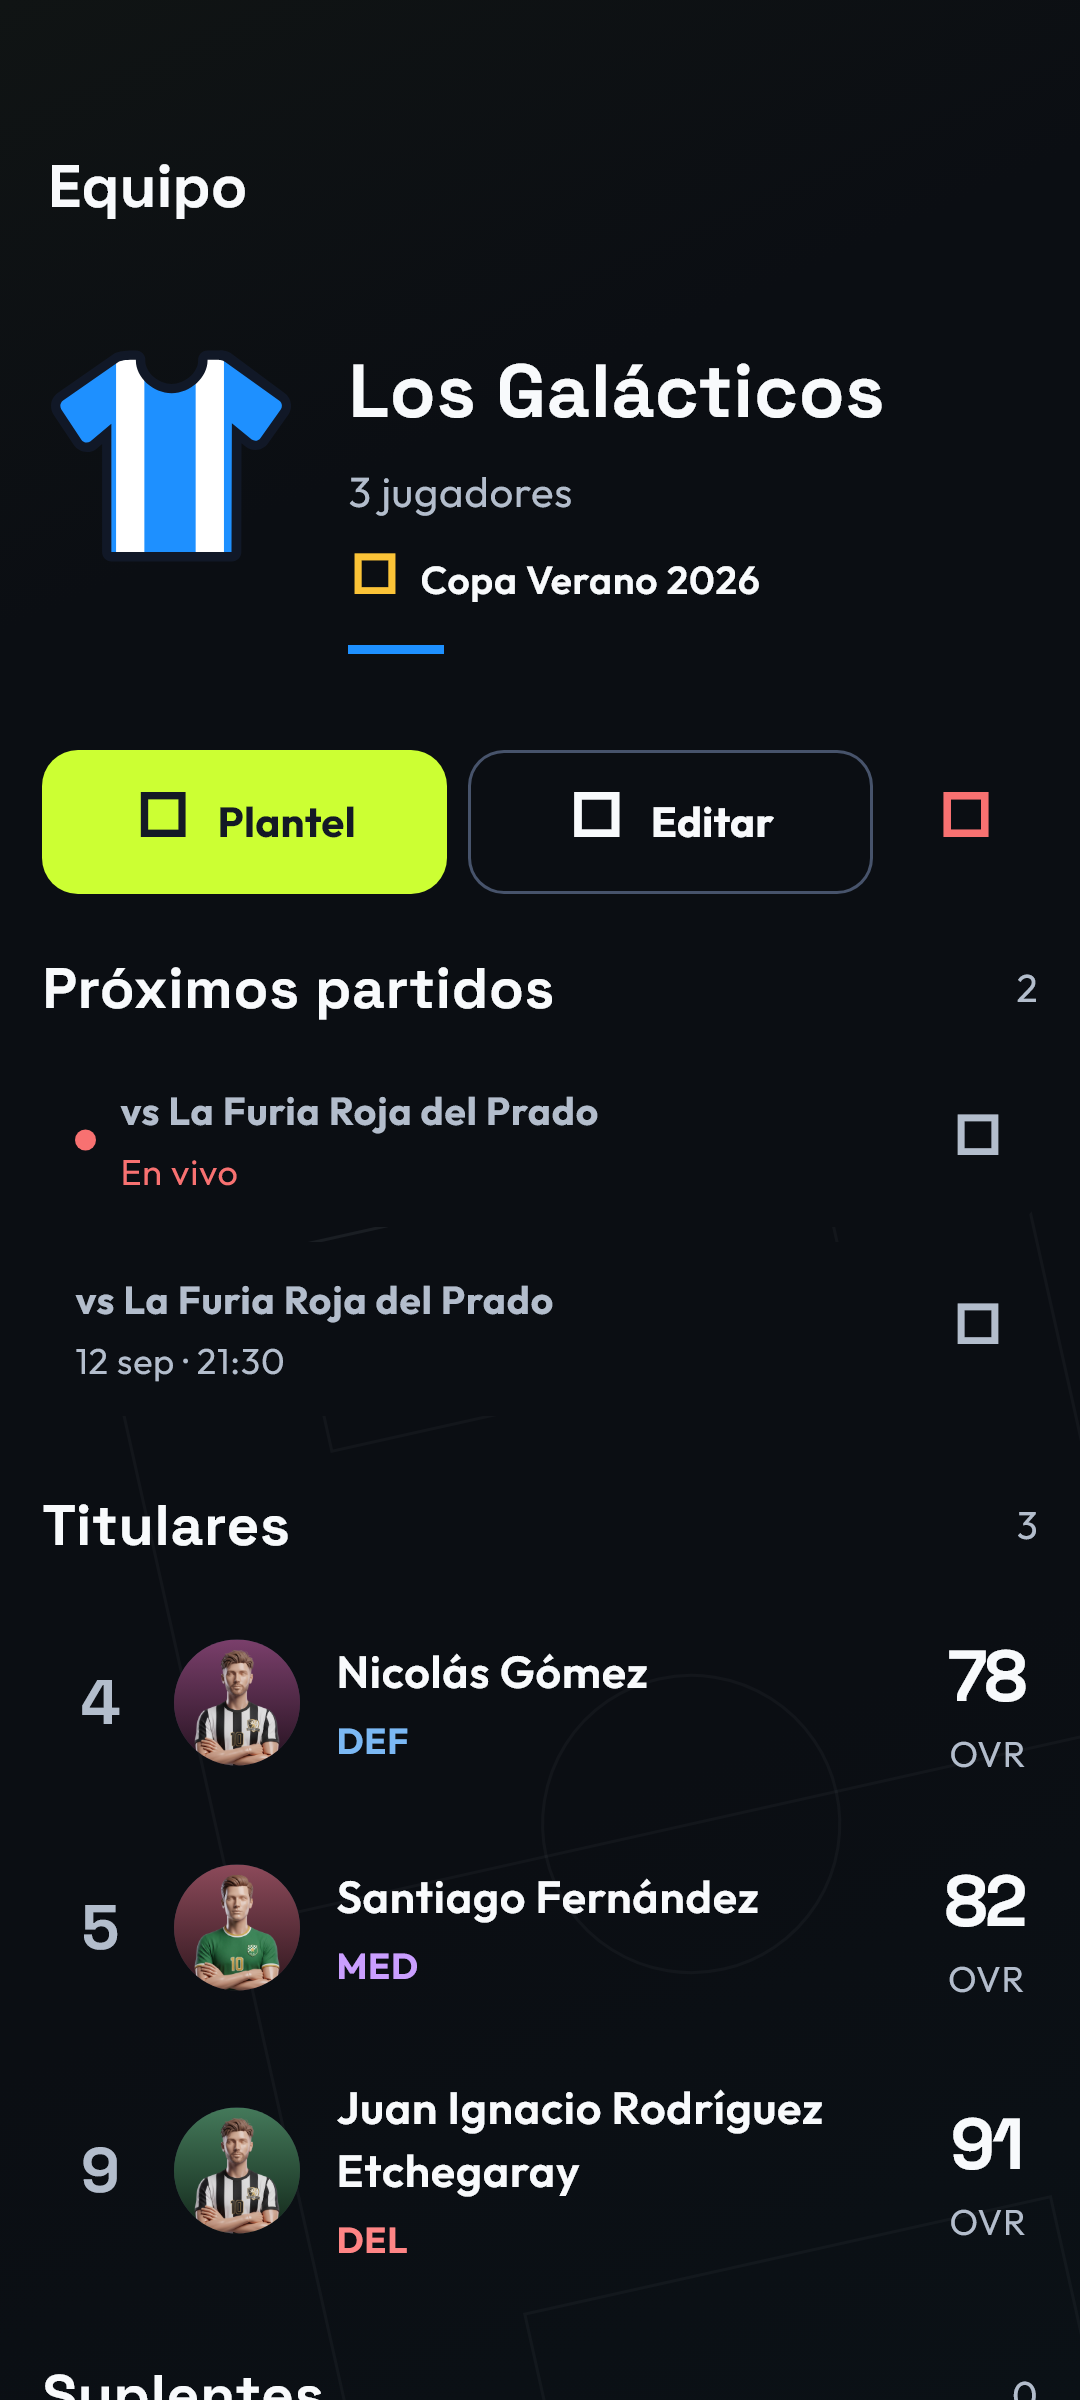 Equipo
Los Galácticos
3 jugadores
Copa Verano 2026
Plantel
Editar
Próximos partidos
2
vs La Furia Roja del Prado
En vivo
vs La Furia Roja del Prado
12 sep · 21:30
Titulares
3
4
Nicolás Gómez
DEF
78
OVR
5
Santiago Fernández
MED
82
OVR
9
Juan Ignacio Rodríguez
Etchegaray
DEL
91
OVR
Suplentes
0